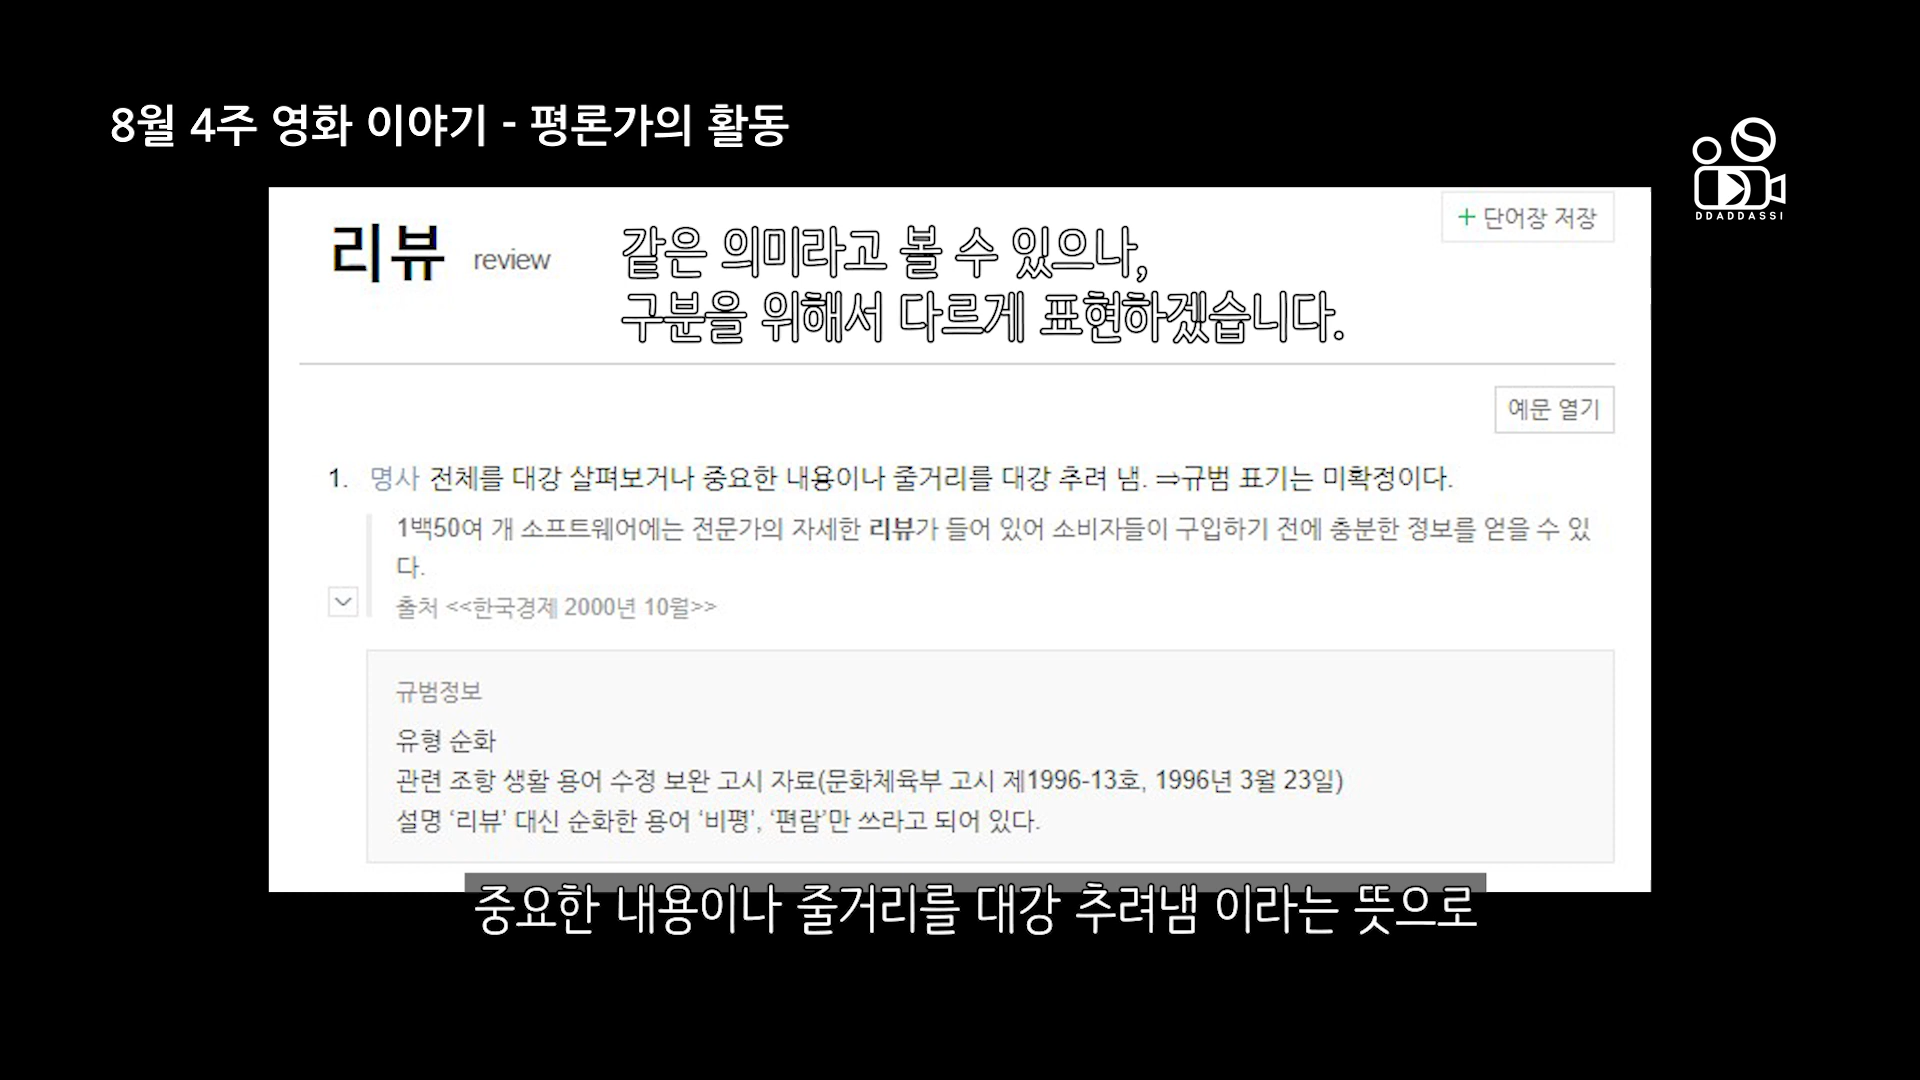 8월 4주 영화 이야기 - 평론가의 활동
DDADDASSI
+ 단어장 저장
리뷰 review
같은 의미라고 볼 수 있으나,
구분을 위해서 다르게 표현하겠습니다.
예문 열기
1. 명사 전체를 대강 살펴보거나 중요한 내용이나 줄거리를 대강 추려 냄. ⇒규범 표기는 미확정이다.
1백50여 개 소프트웨어에는 전문가의 자세한 리뷰가 들어 있어 소비자들이 구입하기 전에 충분한 정보를 얻을 수 있
다.
출처 <<한국경제 2000년 10월>>
규범정보
유형 순화
관련 조항 생활 용어 수정 보완 고시 자료(문화체육부 고시 제1996-13호, 1996년 3월 23일)
설명 ‘리뷰’ 대신 순화한 용어 ‘비평’, ‘편람’만 쓰라고 되어 있다.
중요한 내용이나 줄거리를 대강 추려냄 이라는 뜻으로